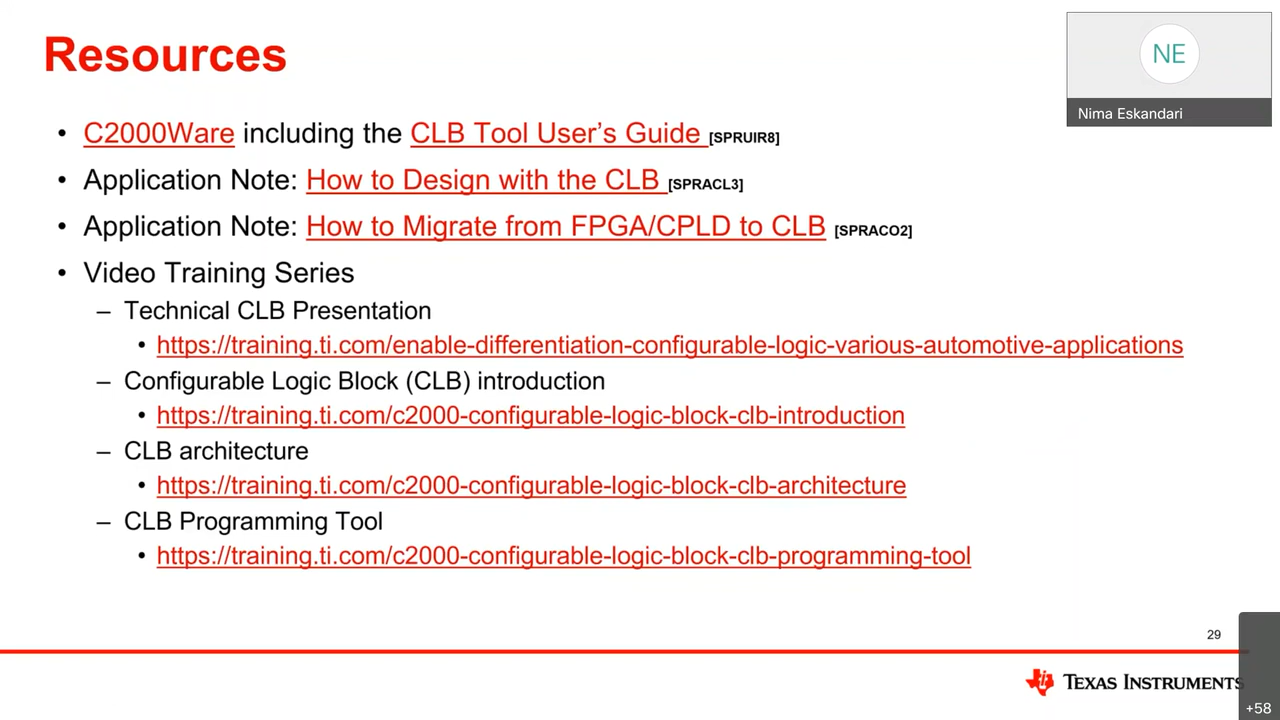 Resources
NE
Nima Eskandari
• C2000Ware including the CLB Tool User's Guide [SPRUIR8]
• Application Note: How to Design with the CLB [SPRACL3]
• Application Note: How to Migrate from FPGA/CPLD to CLB [SPRACO2]
• Video Training Series
– Technical CLB Presentation
• https://training.ti.com/enable-differentiation-configurable-logic-various-automotive-applications
– Configurable Logic Block (CLB) introduction
• https://training.ti.com/c2000-configurable-logic-block-clb-introduction
– CLB architecture
• https://training.ti.com/c2000-configurable-logic-block-clb-architecture
– CLB Programming Tool
• https://training.ti.com/c2000-configurable-logic-block-clb-programming-tool
29
TEXAS INSTRUMENTS
+58